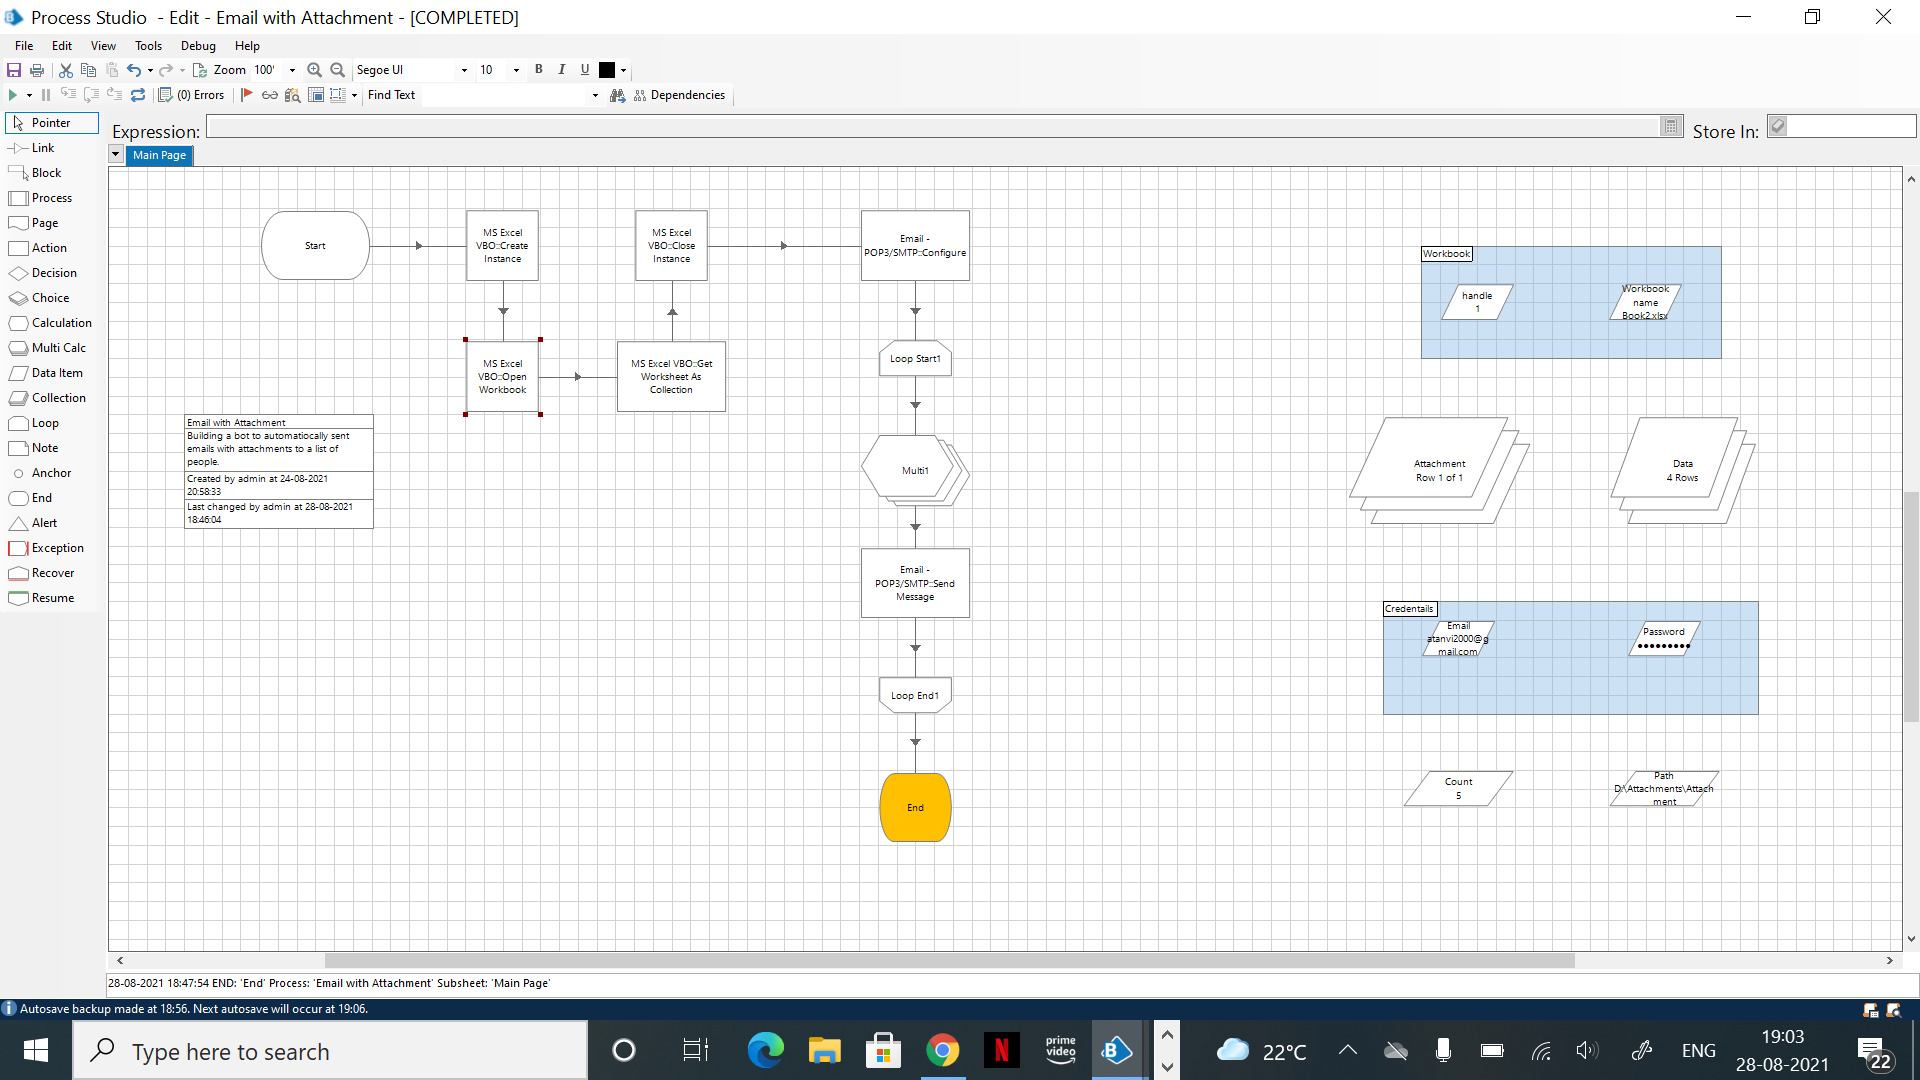 Process Studio  - Edit - Email with Attachment - [COMPLETED]
File Edit View Tools Debug Help
Zoom 100' Segoe UI 10 B I U
(0) Errors Find Text Dependencies
Pointer
Link
Block
Process
Page
Action
Decision
Choice
Calculation
Multi Calc
Data Item
Collection
Loop
Note
Anchor
End
Alert
Exception
Recover
Resume
Expression:
Store In:
Main Page
Start
MS Excel
VBO::Create
Instance
MS Excel
VBO::Close
Instance
Email -
POP3/SMTP::Configure
MS Excel
VBO::Open
Workbook
MS Excel VBO::Get
Worksheet As
Collection
Loop Start1
Email with Attachment
Building a bot to automatiocally sent
emails with attachments to a list of
people.
Created by admin at 24-08-2021
20:58:33
Last changed by admin at 28-08-2021
18:46:04
Multi1
Email -
POP3/SMTP::Send
Message
Loop End1
End
Workbook
handle
1
Workbook
name
Book2.xlsx
Attachment
Row 1 of 1
Data
4 Rows
Credentails
Email
atanvi2000@g
mail.com
Password
•••••••••
Count
5
Path
D:\Attachments\Attach
ment
28-08-2021 18:47:54 END: 'End' Process: 'Email with Attachment' Subsheet: 'Main Page'
Autosave backup made at 18:56. Next autosave will occur at 19:06.
Type here to search
N
prime
video
B
22°C
ENG
19:03
28-08-2021
22